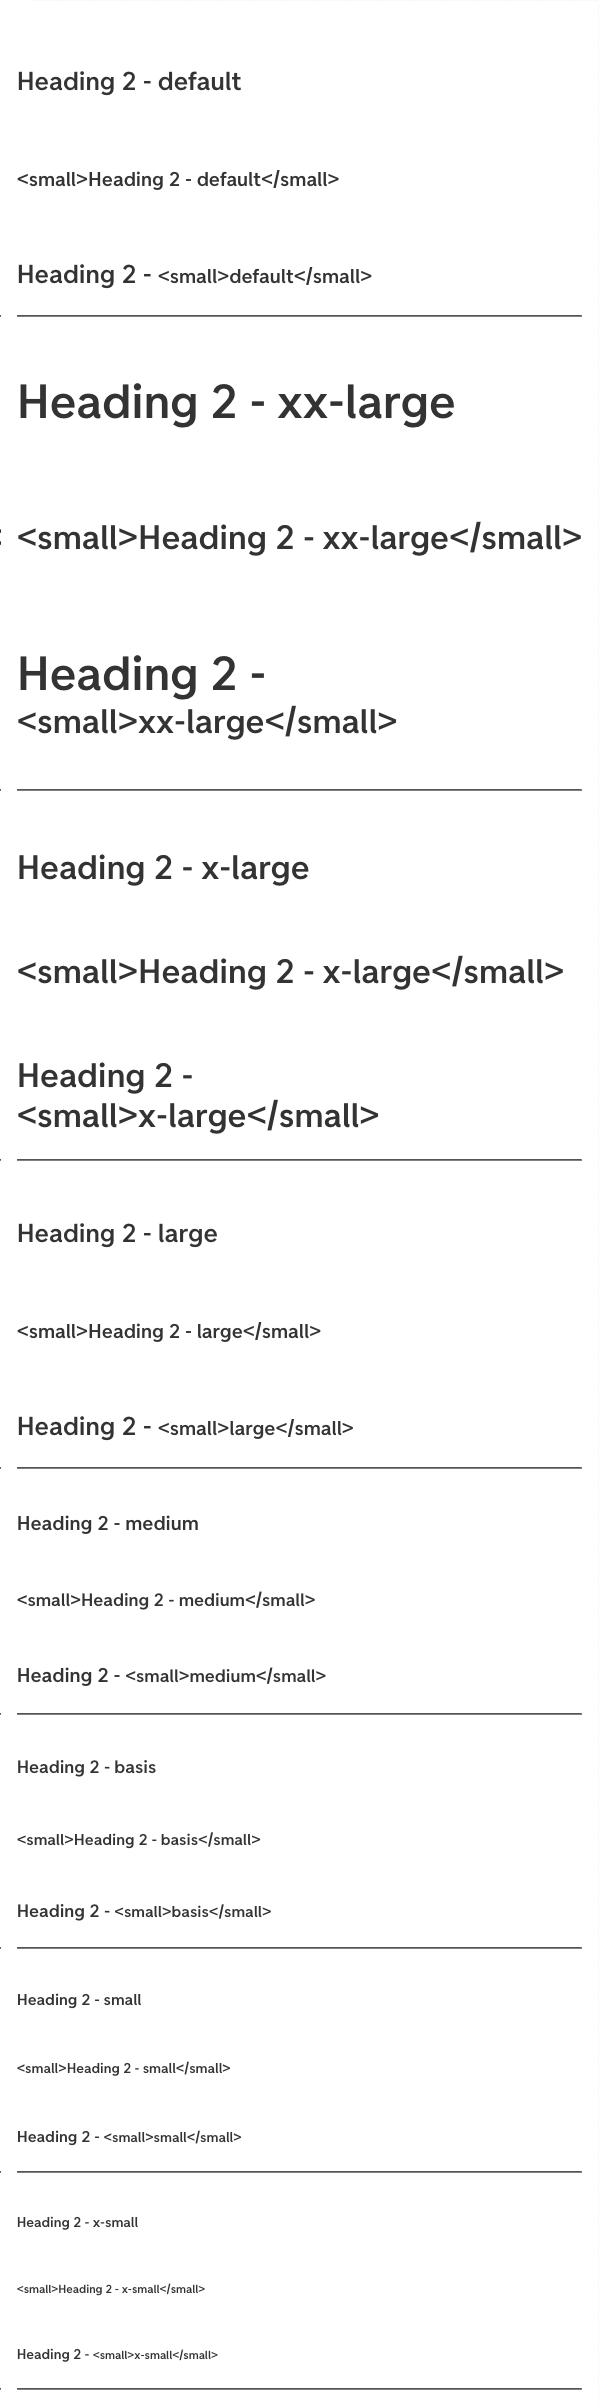 Heading 2 - default
<small>Heading 2 - default</small>
Heading 2 - <small>default</small>
Heading 2 - xx-large
<small>Heading 2 - xx-large</small>
Heading 2 -
<small>xx-large</small>
Heading 2 - x-large
<small>Heading 2 - x-large</small>
Heading 2 -
<small>x-large</small>
Heading 2 - large
<small>Heading 2 - large</small>
Heading 2 - <small>large</small>
Heading 2 - medium
<small>Heading 2 - medium</small>
Heading 2 - <small>medium</small>
Heading 2 - basis
<small>Heading 2 - basis</small>
Heading 2 - <small>basis</small>
Heading 2 - small
<small>Heading 2 - small</small>
Heading 2 - <small>small</small>
Heading 2 - x-small
<small>Heading 2 - x-small</small>
Heading 2 - <small>x-small</small>